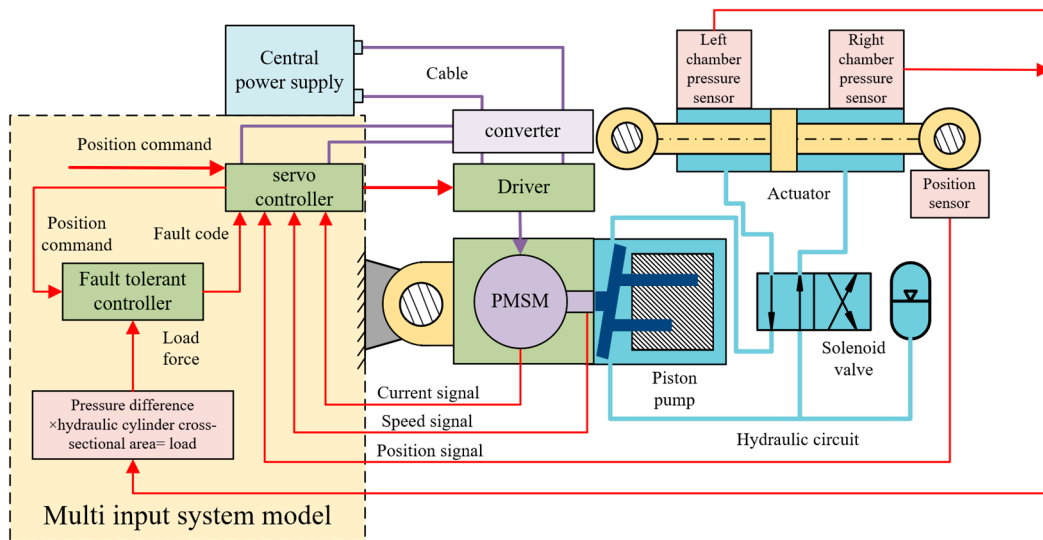 Central
power supply
Cable
Left
chamber
pressure
sensor
Right
chamber
pressure
sensor
Position command
converter
servo
controller
Driver
Actuator
Position
sensor
Position
command
Fault code
Fault tolerant
controller
PMSM
Load
force
Solenoid
valve
Piston
pump
Current signal
Pressure difference
×hydraulic cylinder cross-
sectional area= load
Speed signal
Position signal
Hydraulic circuit
Multi input system model